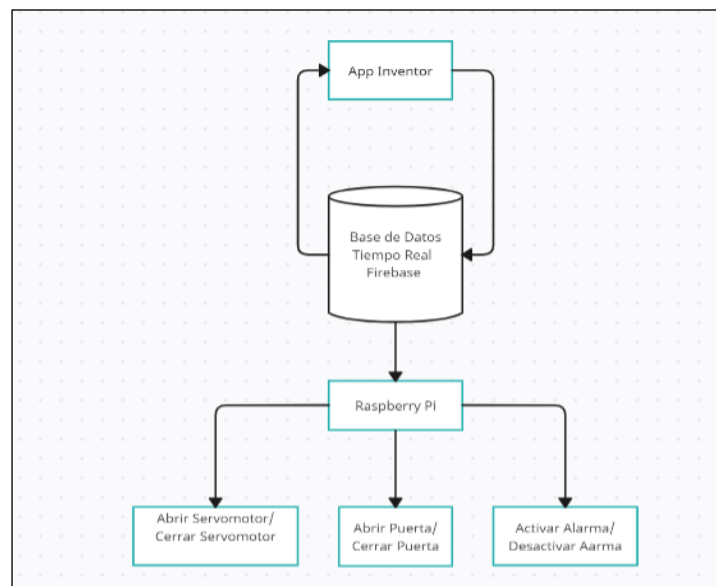 App Inventor
Base de Datos
Tiempo Real
Firebase
Raspberry Pi
Abrir Servomotor/
Cerrar Servomotor
Abrir Puerta/
Cerrar Puerta
Activar Alarma/
Desactivar Aarma